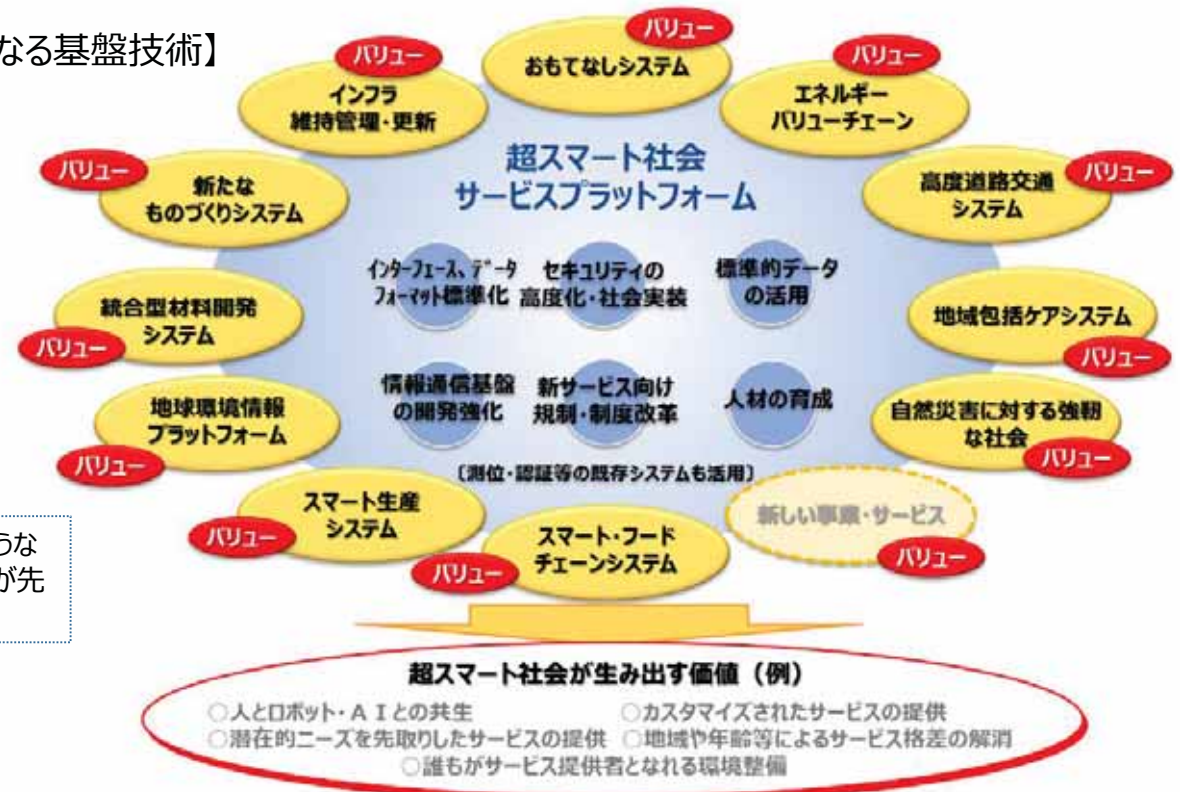 なる基盤技術】
バリュー
おもてなしシステム
バリュー
インフラ
維持管理・更新
バリュー
エネルギー
バリューチェーン
バリュー
新たな
ものづくりシステム
超スマート社会
サービスプラットフォーム
高度道路交通
システム
バリュー
インターフェース、データ
フォーマット標準化
セキュリティの
高度化・社会実装
標準的データ
の活用
統合型材料開発
システム
バリュー
地域包括ケアシステム
バリュー
情報通信基盤
の開発強化
新サービス向け
規制・制度改革
人材の育成
地球環境情報
プラットフォーム
バリュー
自然災害に対する強靭
な社会
バリュー
〔測位・認証等の既存システムも活用〕
スマート生産
システム
バリュー
スマート・フード
チェーンシステム
バリュー
新しい事業・サービス
バリュー
うな
が先
超スマート社会が生み出す価値（例）
○人とロボット・ＡＩとの共生
○カスタマイズされたサービスの提供
○潜在的ニーズを先取りしたサービスの提供
○地域や年齢等によるサービス格差の解消
○誰もがサービス提供者となれる環境整備